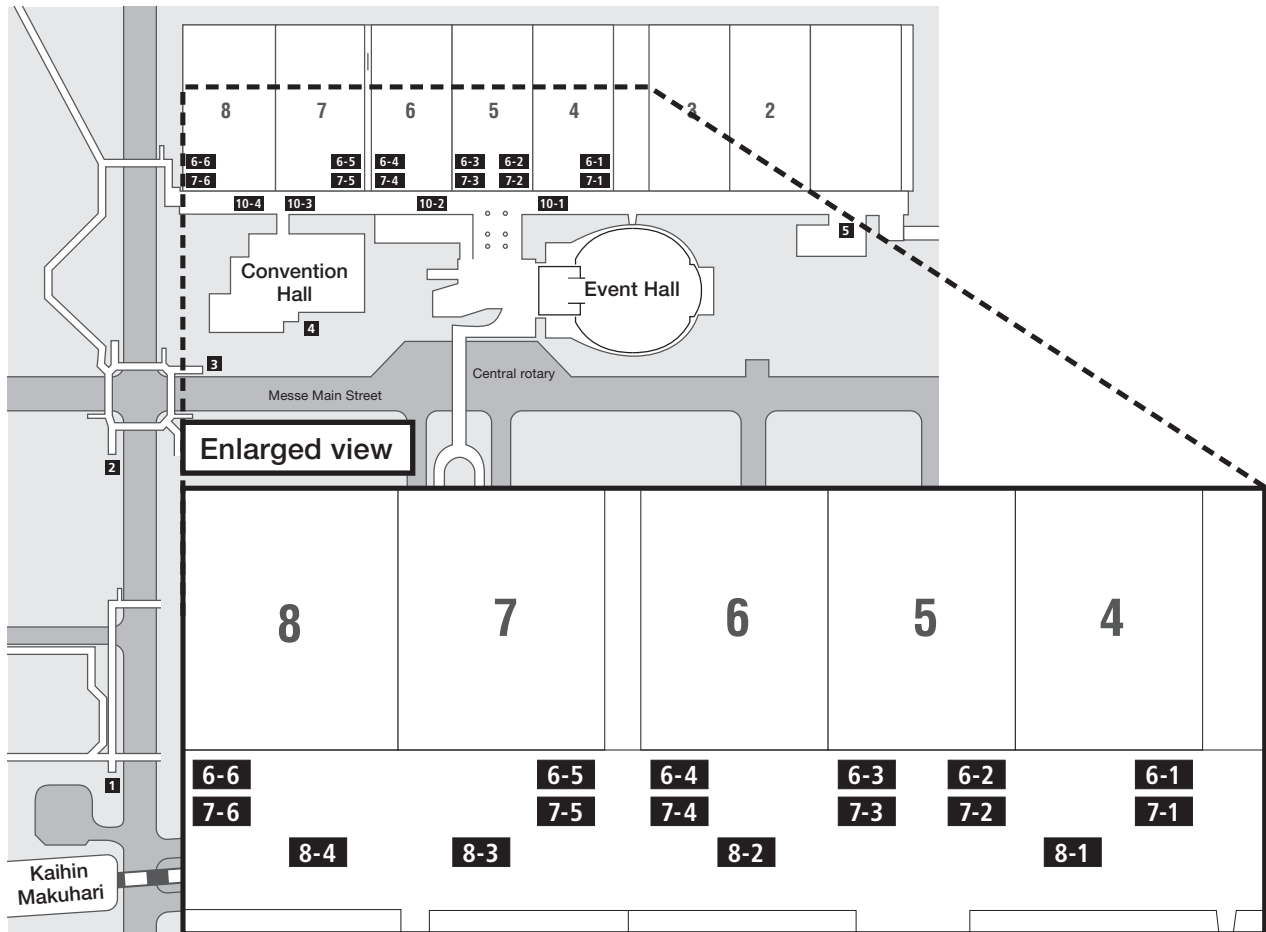 8 7 6 5 4 3 2
6-6 6-5 6-4 6-3 6-2 6-1
7-6 7-5 7-4 7-3 7-2 7-1
10-4 10-3 10-2 10-1
5
Convention
Hall
Event Hall
4
3
Central rotary
Messe Main Street
Enlarged view
2
8 7 6 5 4
6-6 6-5 6-4 6-3 6-2 6-1
1
7-6 7-5 7-4 7-3 7-2 7-1
8-4 8-3 8-2 8-1
Kaihin
Makuhari